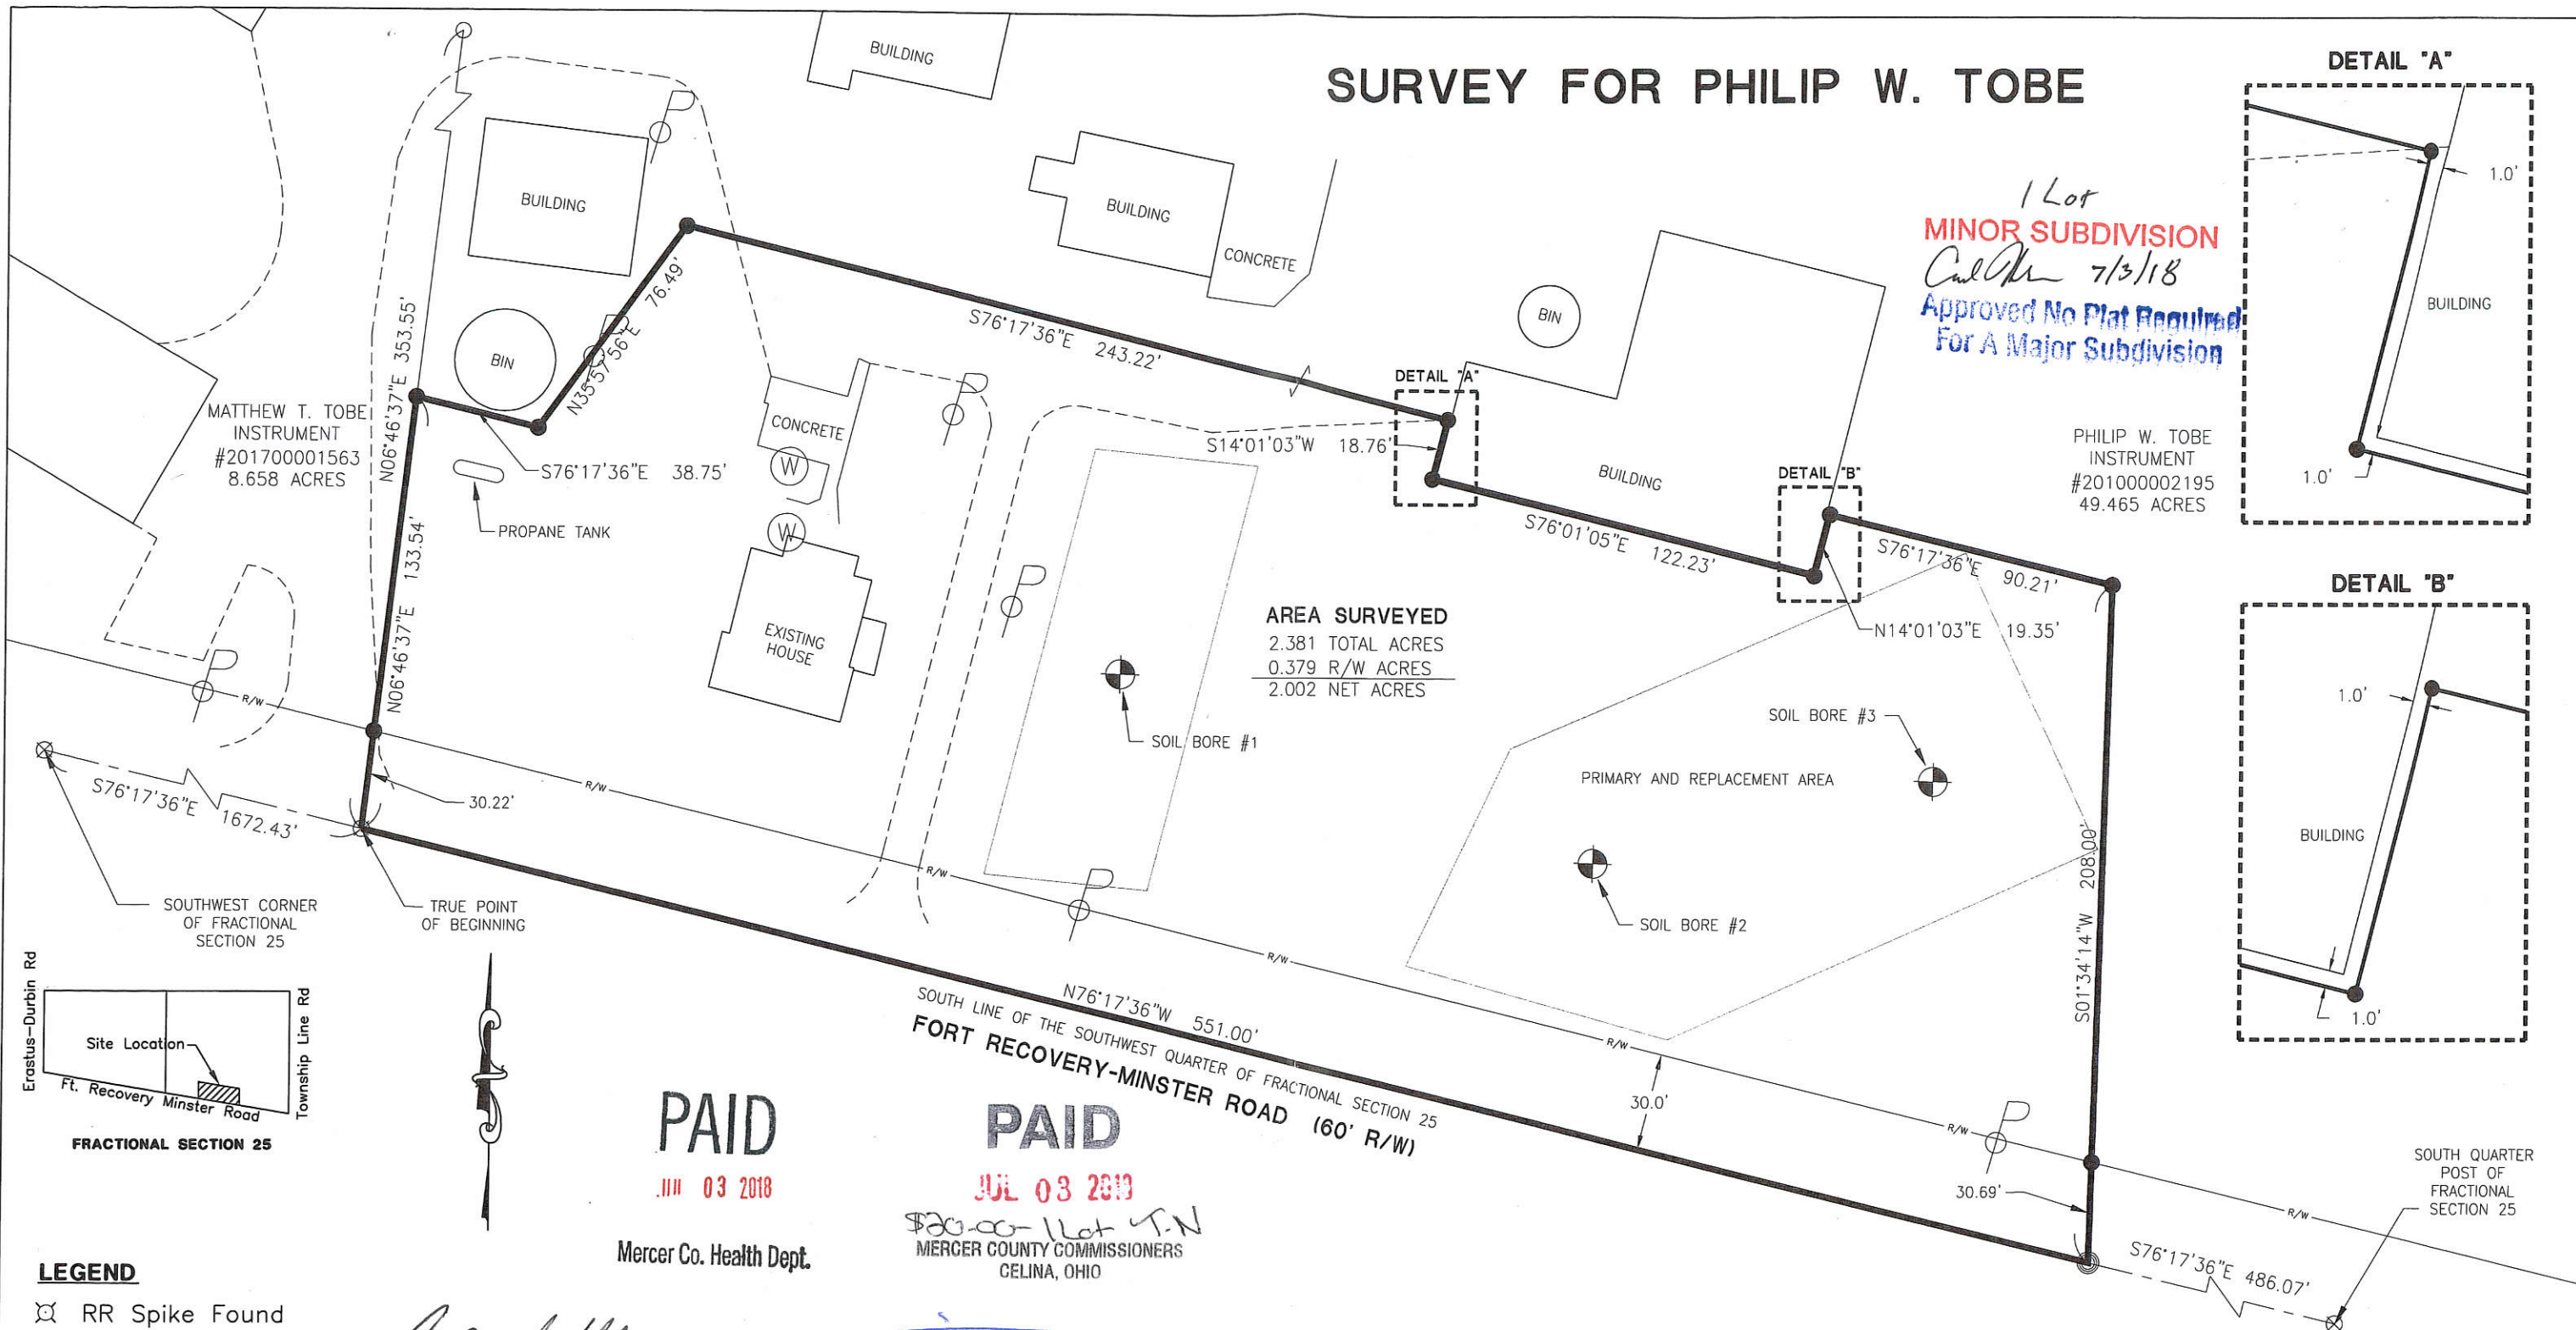 SURVEY FOR PHILIP W. TOBE
DETAIL "A"
1.0'
BUILDING
1.0'
1 Lot
MINOR SUBDIVISION
7/3/18
Approved No Plat Required
For A Major Subdivision
BUILDING
BUILDING
BUILDING
CONCRETE
BIN
BIN
N35°57'56"E 76.49'
S76°17'36"E 243.22'
N06°46'37"E 353.55'
MATTHEW T. TOBE
INSTRUMENT
#201700001563
8.658 ACRES
S76°17'36"E 38.75'
PROPANE TANK
CONCRETE
W
W
P
P
P
P
P
P
P
S14°01'03"W 18.76'
DETAIL "A"
BUILDING
DETAIL "B"
S76°01'05"E 122.23'
S76°17'36"E 90.21'
N14°01'03"E 19.35'
PHILIP W. TOBE
INSTRUMENT
#201000002195
49.465 ACRES
DETAIL "B"
1.0'
BUILDING
1.0'
N06°46'37"E 133.54'
EXISTING
HOUSE
AREA SURVEYED
2.381 TOTAL ACRES
0.379 R/W ACRES
2.002 NET ACRES
SOIL BORE #1
SOIL BORE #3
PRIMARY AND REPLACEMENT AREA
SOIL BORE #2
S01°34'14"W 208.00'
R/W
R/W
R/W
R/W
R/W
R/W
R/W
30.22'
S76°17'36"E 1672.43'
SOUTHWEST CORNER
OF FRACTIONAL
SECTION 25
TRUE POINT
OF BEGINNING
N76°17'36"W 551.00'
SOUTH LINE OF THE SOUTHWEST QUARTER OF FRACTIONAL SECTION 25
FORT RECOVERY-MINSTER ROAD (60' R/W)
30.0'
30.69'
SOUTH QUARTER
POST OF
FRACTIONAL
SECTION 25
S76°17'36"E 486.07'
Erastus-Durbin Rd
Site Location
Ft. Recovery Minster Road
Township Line Rd
FRACTIONAL SECTION 25
PAID
03 2018
Mercer Co. Health Dept.
PAID
JUL 03 2018
$20.00- 1 Lot T.N
MERCER COUNTY COMMISSIONERS
CELINA, OHIO
LEGEND
RR Spike Found